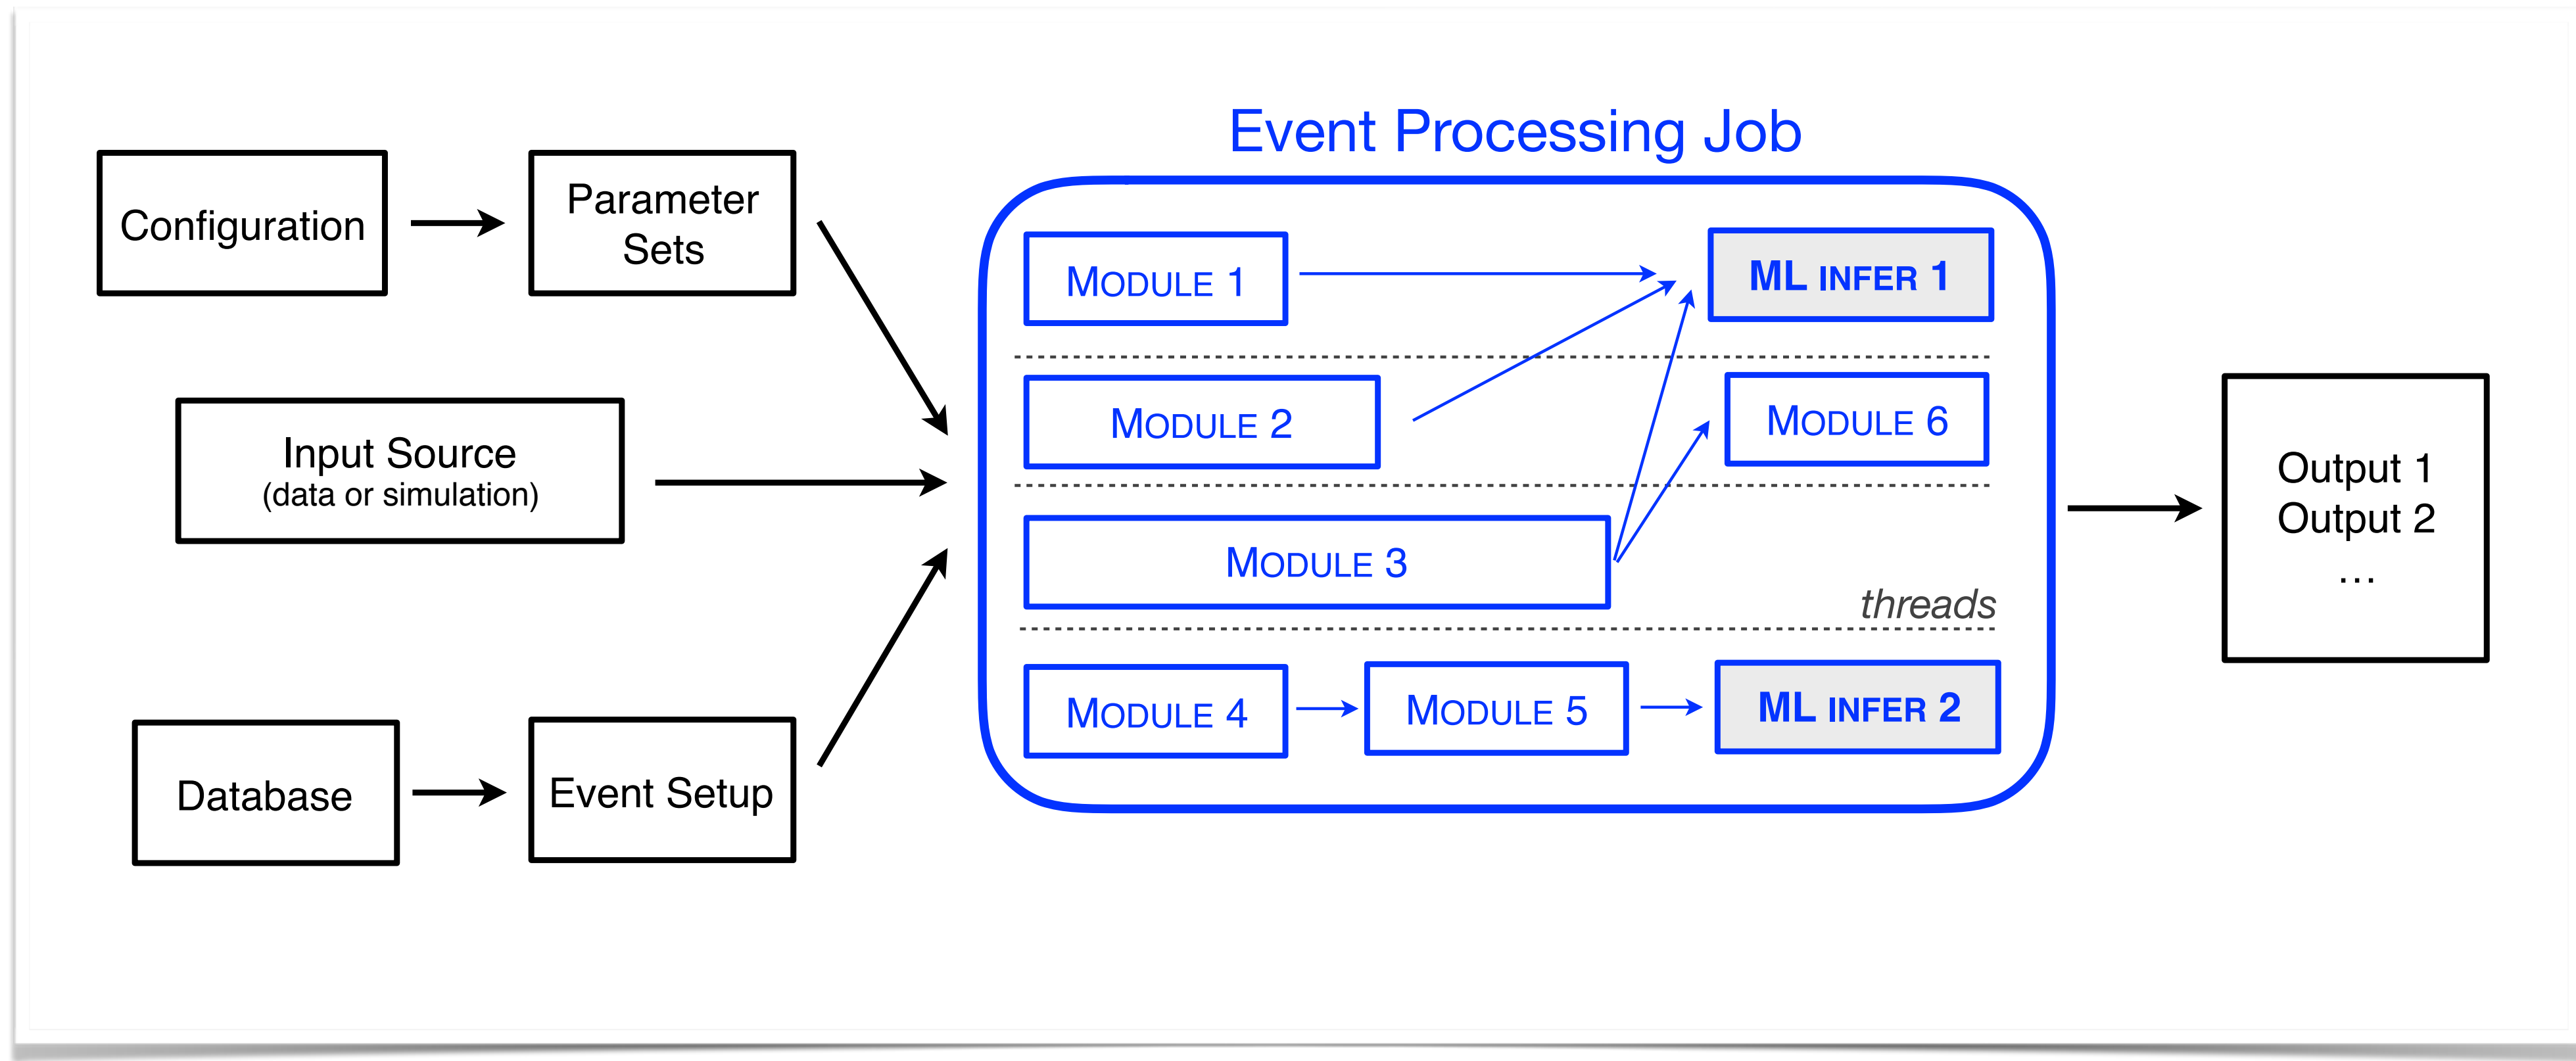 Event Processing Job
Configuration
Parameter
Sets
Input Source
(data or simulation)
Database
Event Setup
MODULE 1
ML INFER 1
MODULE 2
MODULE 6
MODULE 3
threads
MODULE 4
MODULE 5
ML INFER 2
Output 1
Output 2
...